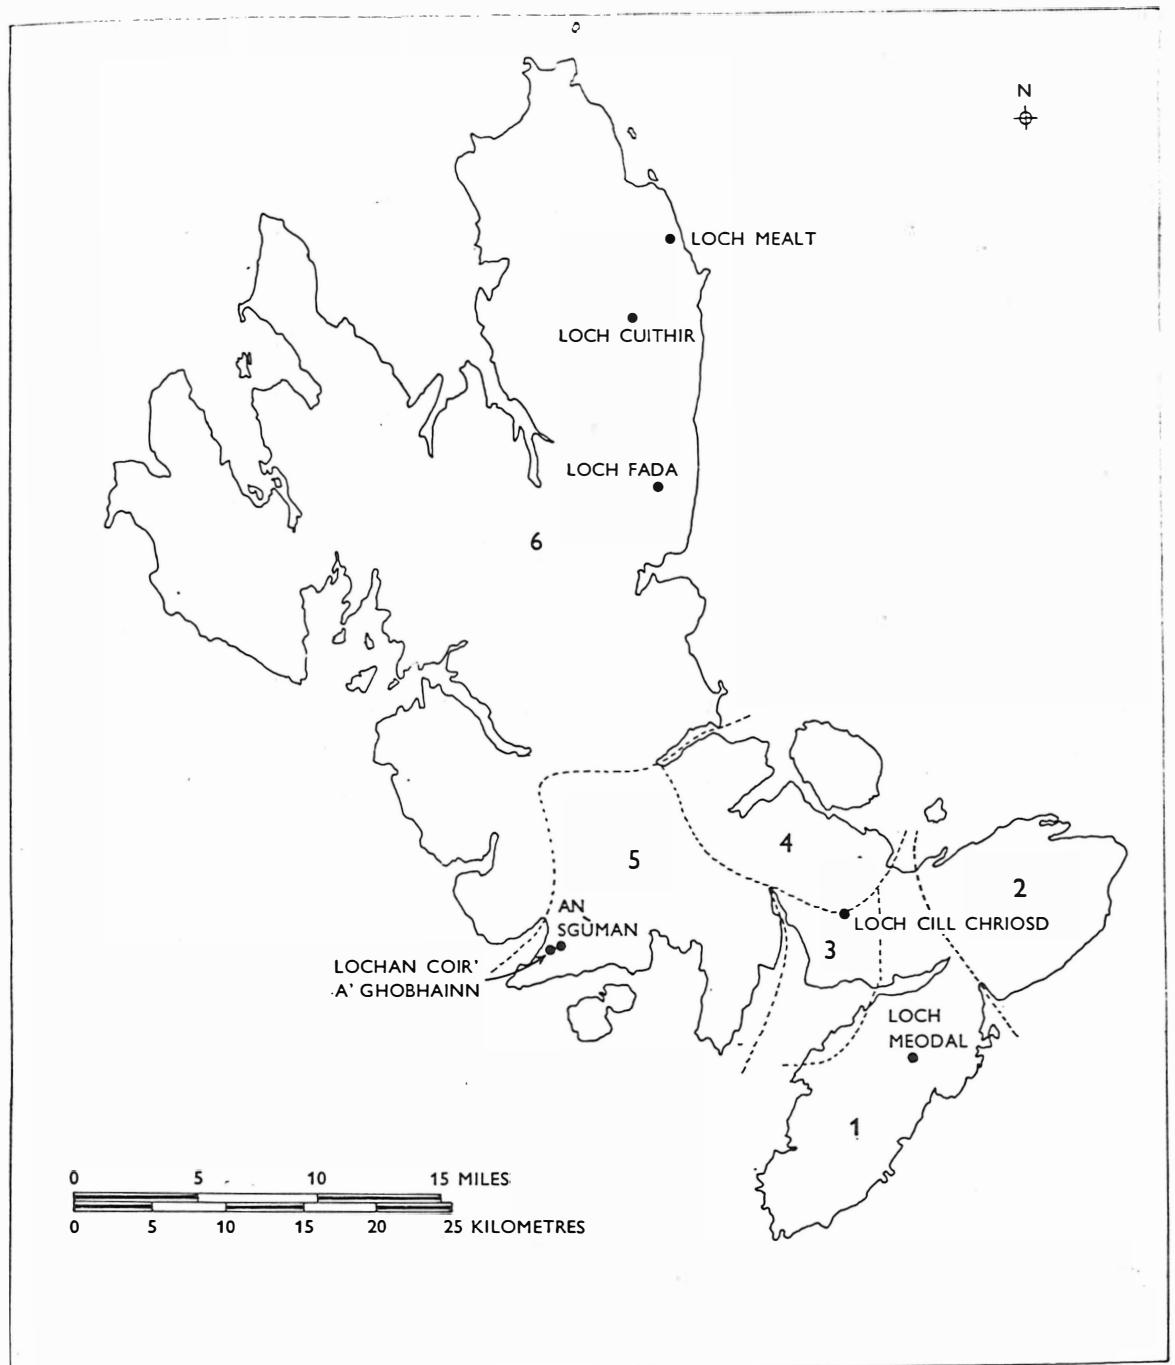 N
LOCH MEALT
LOCH CUITHIR
LOCH FADA
6
5
4
2
AN
SGÙMAN
LOCH CILL CHRIOSD
3
LOCHAN COIR'
A' GHOBHAINN
LOCH
MEODAL
1
0 5 10 15 MILES
0 5 10 15 20 25 KILOMETRES